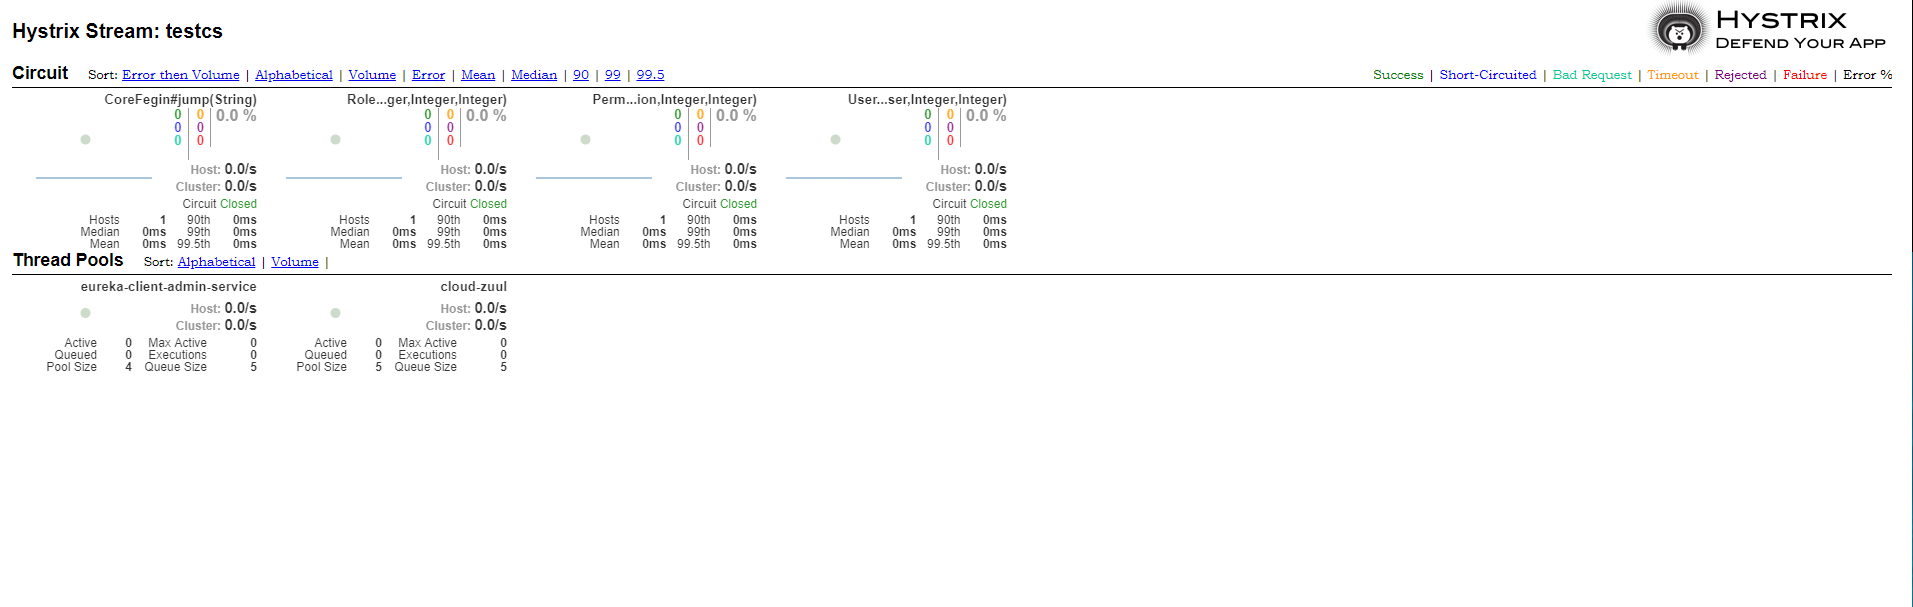 Hystrix Stream: testcs
HYSTRIX
DEFEND YOUR APP
Circuit Sort: Error then Volume | Alphabetical | Volume | Error | Mean | Median | 90 | 99 | 99.5
Success | Short-Circuited | Bad Request | Timeout | Rejected | Failure | Error %
CoreFegin#jump(String)
0 0 0.0 %
0 0
0 0
Host: 0.0/s
Cluster: 0.0/s
Circuit Closed
Hosts 1 90th 0ms
Median 0ms 99th 0ms
Mean 0ms 99.5th 0ms
Role...ger,Integer,Integer)
0 0 0.0 %
0 0
0 0
Host: 0.0/s
Cluster: 0.0/s
Circuit Closed
Hosts 1 90th 0ms
Median 0ms 99th 0ms
Mean 0ms 99.5th 0ms
Perm...ion,Integer,Integer)
0 0 0.0 %
0 0
0 0
Host: 0.0/s
Cluster: 0.0/s
Circuit Closed
Hosts 1 90th 0ms
Median 0ms 99th 0ms
Mean 0ms 99.5th 0ms
User...ser,Integer,Integer)
0 0 0.0 %
0 0
0 0
Host: 0.0/s
Cluster: 0.0/s
Circuit Closed
Hosts 1 90th 0ms
Median 0ms 99th 0ms
Mean 0ms 99.5th 0ms
Thread Pools Sort: Alphabetical | Volume |
eureka-client-admin-service
Host: 0.0/s
Cluster: 0.0/s
Active 0 Max Active 0
Queued 0 Executions 0
Pool Size 4 Queue Size 5
cloud-zuul
Host: 0.0/s
Cluster: 0.0/s
Active 0 Max Active 0
Queued 0 Executions 0
Pool Size 5 Queue Size 5